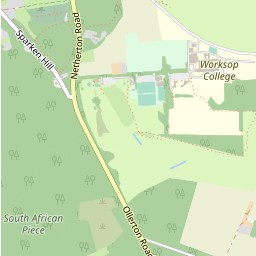 Sparken Hill
Netherton Road
Worksop
College
Ollerton Road
South African
Piece